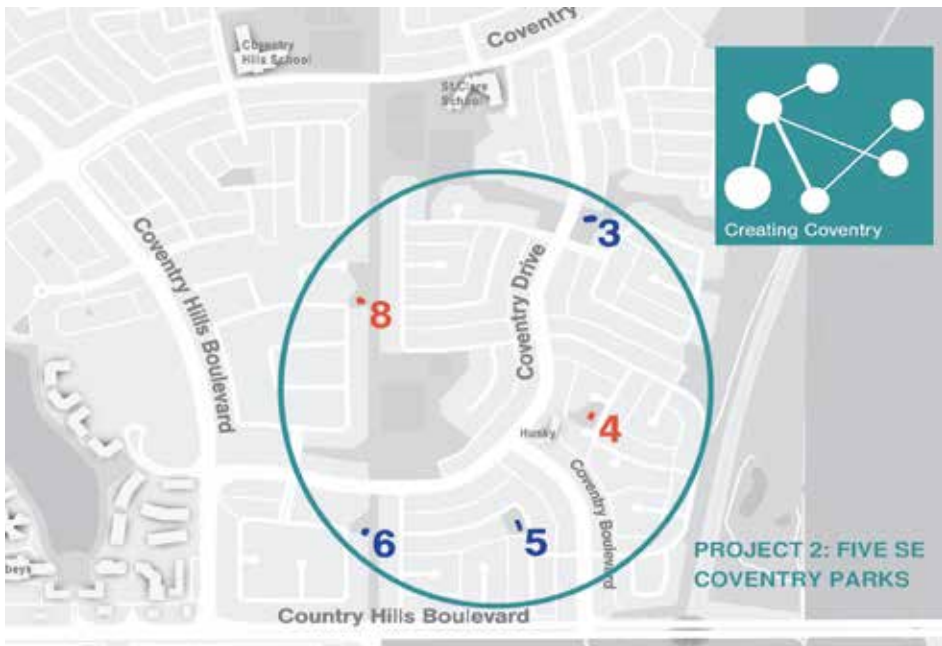 Coventry
Hills School
Coventry
St Clare
School
Creating Coventry
3
Coventry Hills Boulevard
Coventry Drive
8
4
Husky
Coventry Boulevard
6
5
PROJECT 2: FIVE SE
COVENTRY PARKS
beys
Country Hills Boulevard